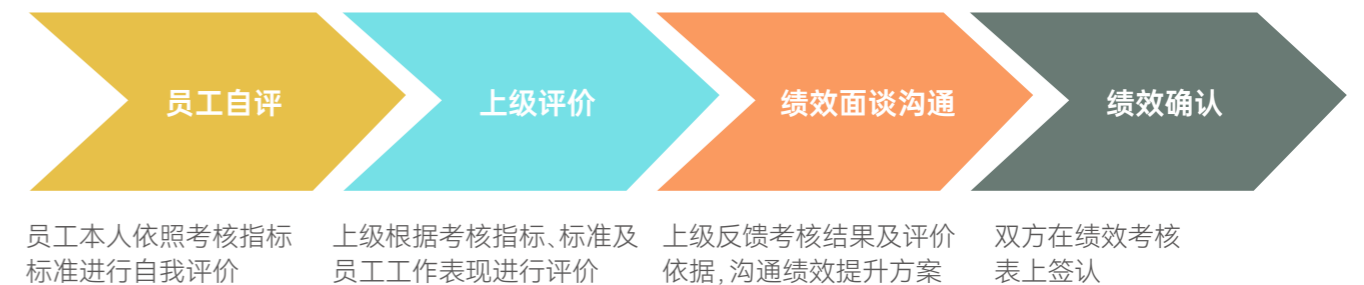 员工自评
上级评价
绩效面谈沟通
绩效确认
员工本人依照考核指标
标准进行自我评价
上级根据考核指标、标准及
员工工作表现进行评价
上级反馈考核结果及评价
依据,沟通绩效提升方案
双方在绩效考核
表上签认